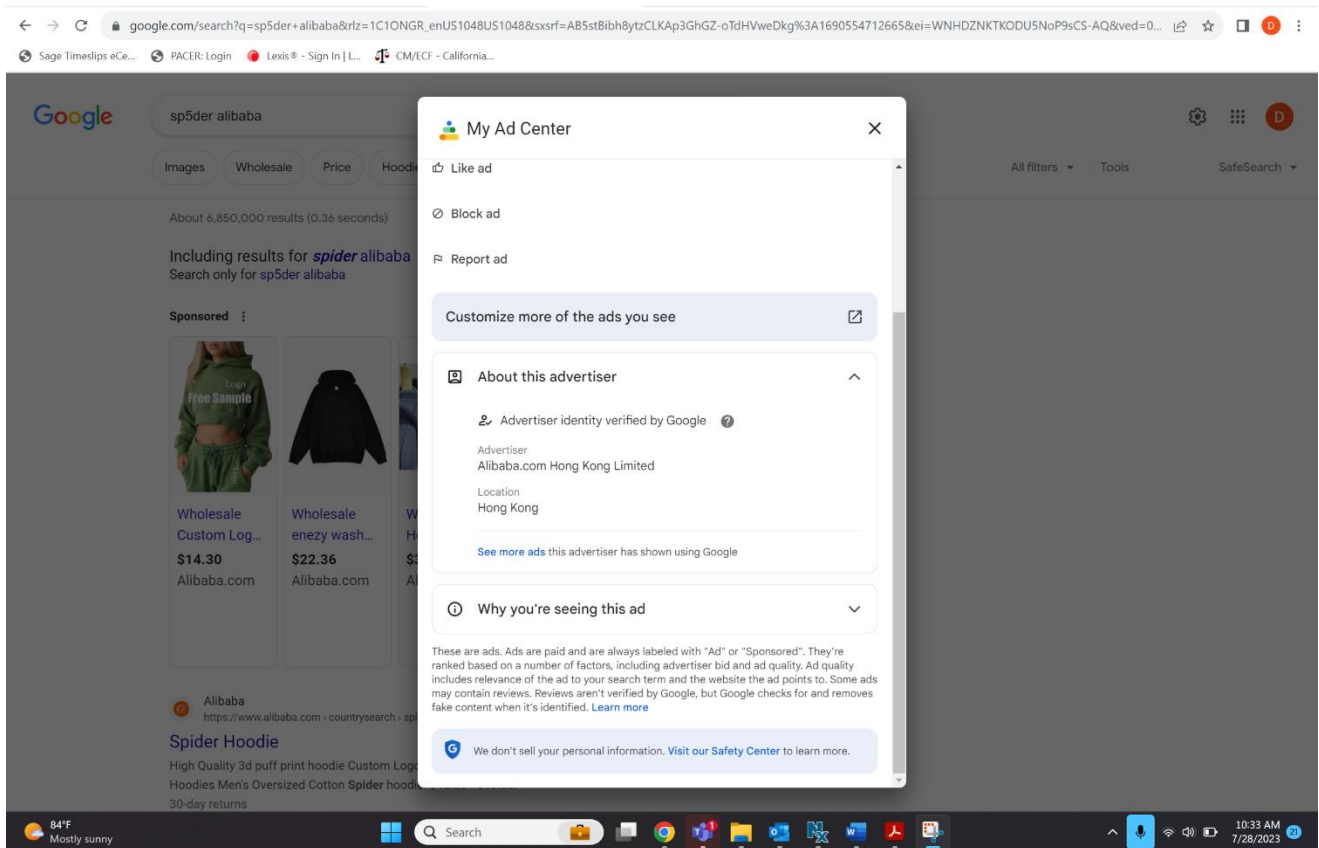 google.com/search?q=sp5der+alibaba&rlz=1C1ONGR_enUS1048US1048&sxsrf=AB5stBibh8ytzCLKAp3GhGZ-oTdHVweDkg%3A1690554712665&ei=WNHDZNKTKODU5NoP9sCS-AQ&ved=0...
Sage Timeslips eCe... PACER: Login Lexis® - Sign In | L... CM/ECF - California...
Google
sp5der alibaba
D
Images Wholesale Price Hoodie
All filters Tools SafeSearch
About 6,850,000 results (0.36 seconds)
Including results for spider alibaba
Search only for sp5der alibaba
Sponsored
Logo
Free Sample
Wholesale
Custom Log...
$14.30
Alibaba.com
Wholesale
enezy wash...
$22.36
Alibaba.com
Alibaba
https://www.alibaba.com › countrysearch › spi
Spider Hoodie
High Quality 3d puff print hoodie Custom Logo
Hoodies Men's Oversized Cotton Spider hoodie
30-day returns
My Ad Center
Like ad
Block ad
Report ad
Customize more of the ads you see
About this advertiser
Advertiser identity verified by Google
Advertiser
Alibaba.com Hong Kong Limited
Location
Hong Kong
See more ads this advertiser has shown using Google
Why you're seeing this ad
These are ads. Ads are paid and are always labeled with "Ad" or "Sponsored". They're
ranked based on a number of factors, including advertiser bid and ad quality. Ad quality
includes relevance of the ad to your search term and the website the ad points to. Some ads
may contain reviews. Reviews aren't verified by Google, but Google checks for and removes
fake content when it's identified. Learn more
We don't sell your personal information. Visit our Safety Center to learn more.
84°F
Mostly sunny
Search
10:33 AM
7/28/2023
21